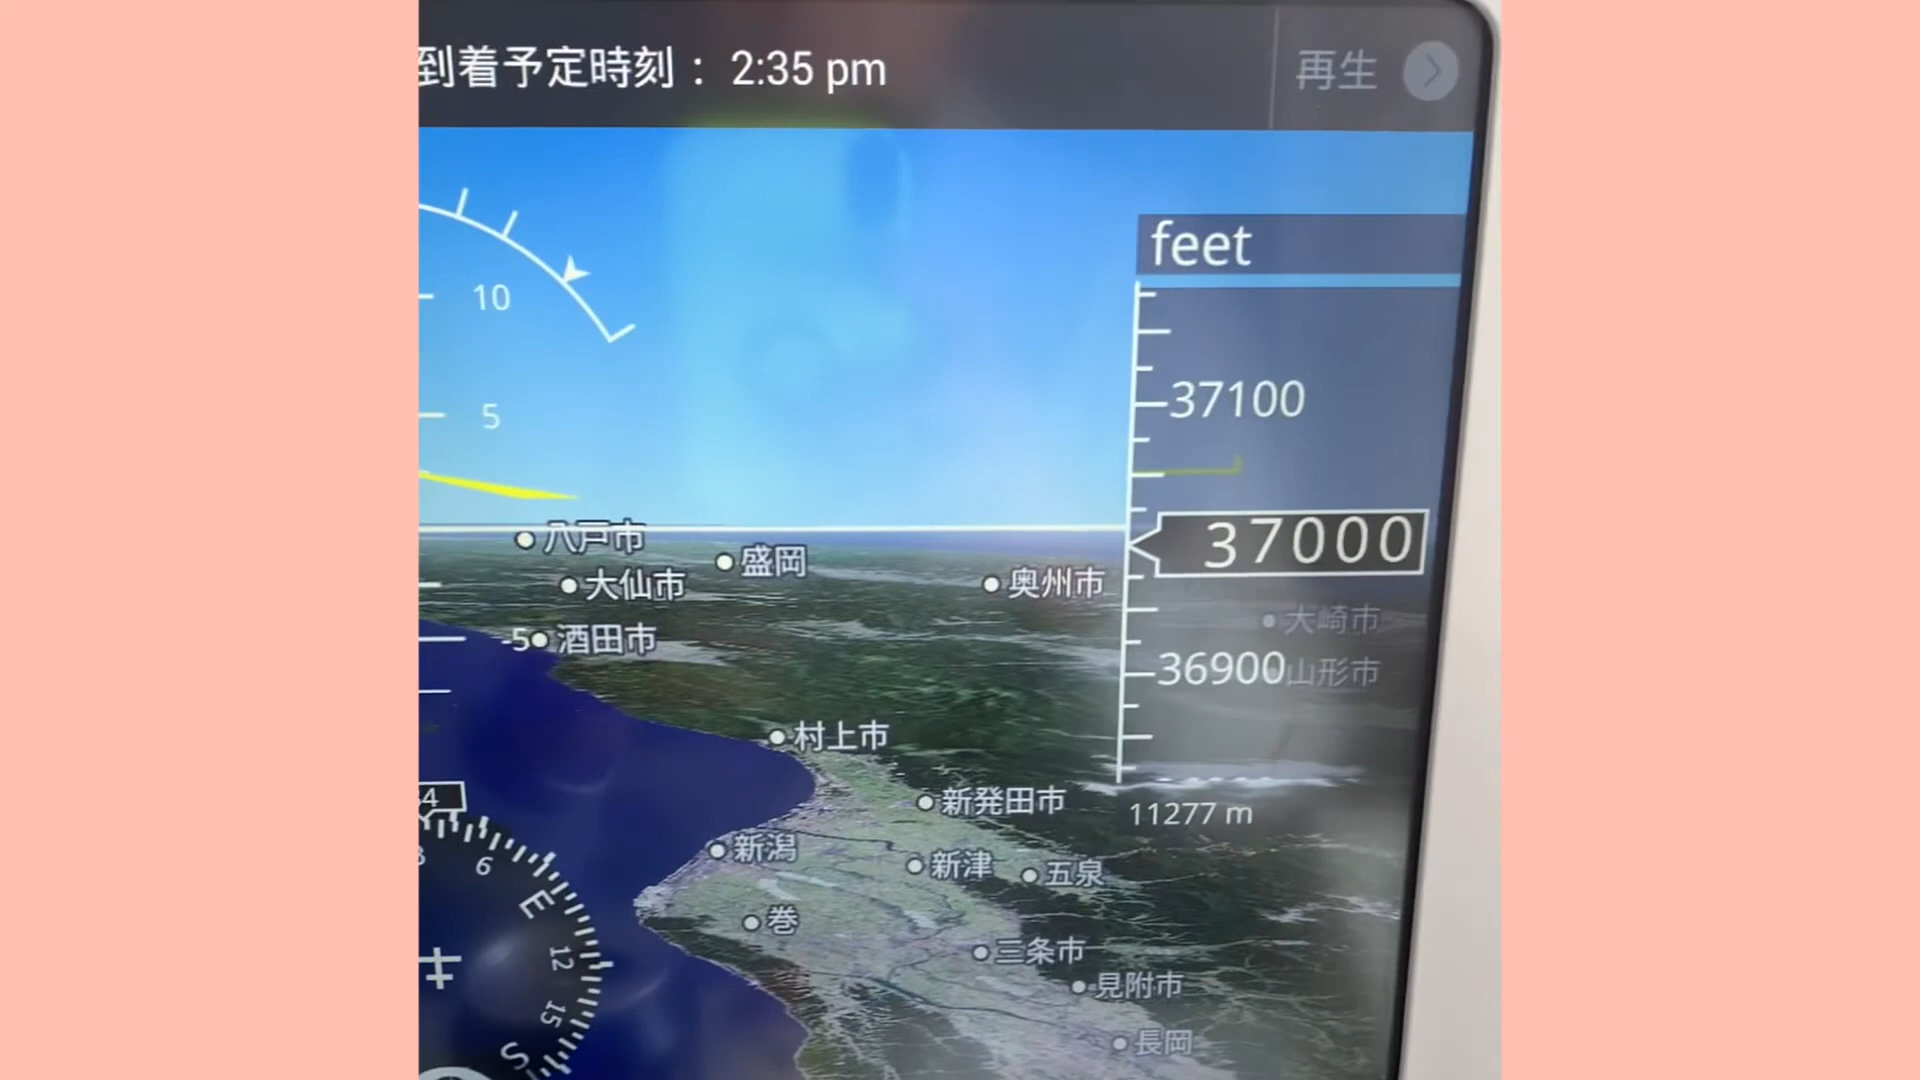 到着予定時刻： 2:35 pm
再生
feet
10
37100
5
37000
八戸市
盛岡
大仙市
奥州市
大崎市
-5
酒田市
36900
山形市
村上市
4
新発田市
11277 m
新潟
新津
五泉
6
E
巻
12
三条市
見附市
15
長岡
S